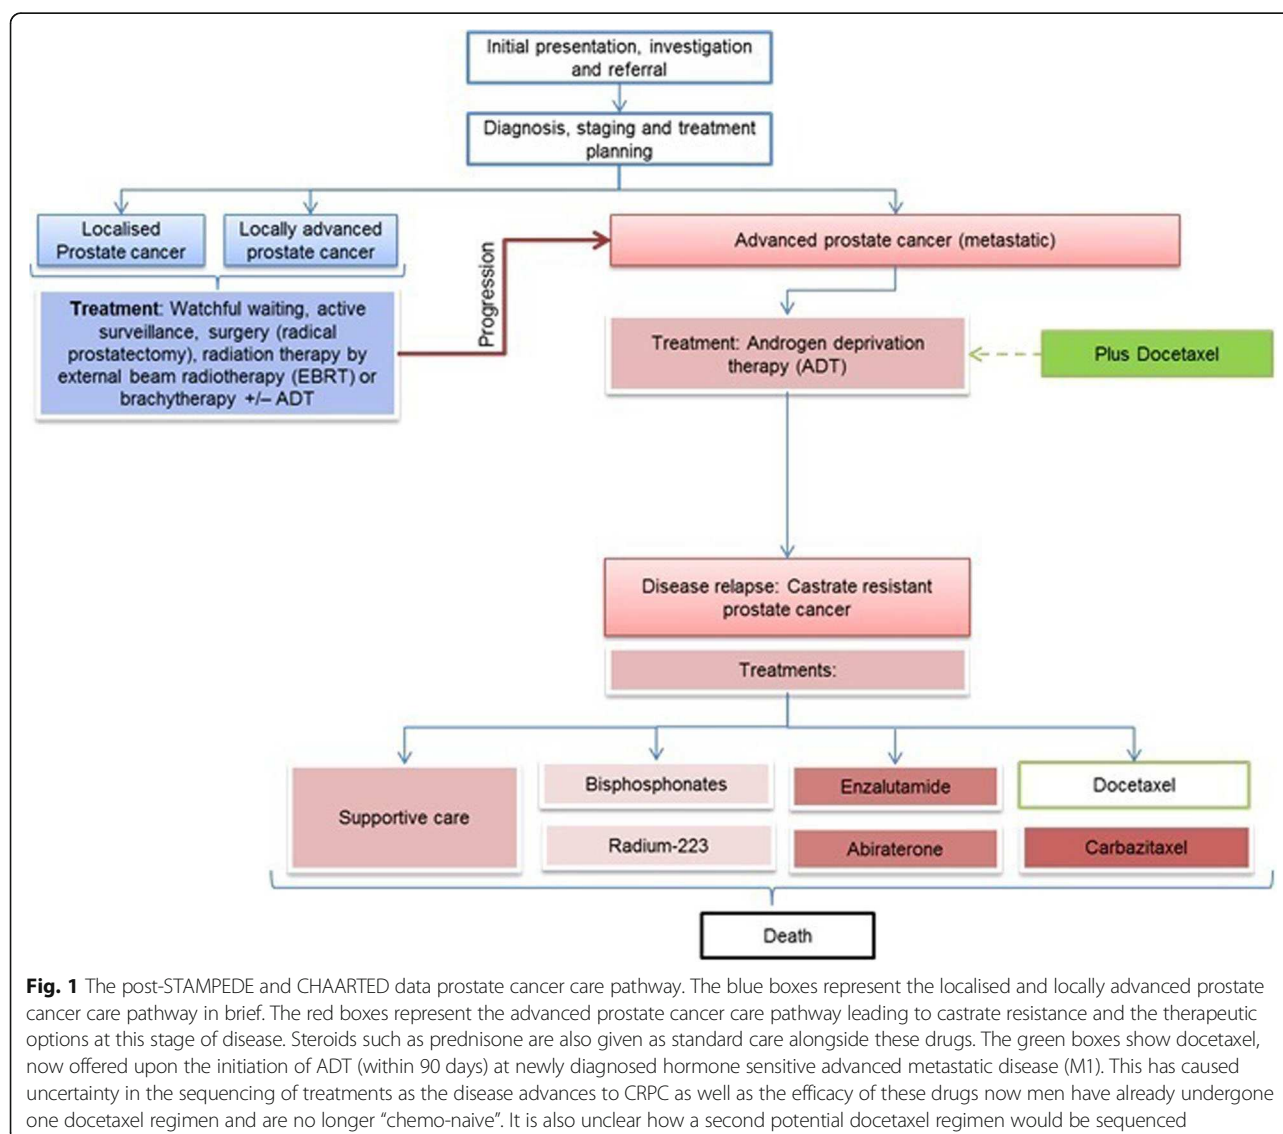 Initial presentation, investigation
and referral
Diagnosis, staging and treatment
planning
Localised
Prostate cancer
Locally advanced
prostate cancer
Advanced prostate cancer (metastatic)
Treatment: Watchful waiting, active
surveillance, surgery (radical
prostatectomy), radiation therapy by
external beam radiotherapy (EBRT) or
brachytherapy +/– ADT
Progression
Treatment: Androgen deprivation
therapy (ADT)
Plus Docetaxel
Disease relapse: Castrate resistant
prostate cancer
Treatments:
Supportive care
Bisphosphonates
Radium-223
Enzalutamide
Abiraterone
Docetaxel
Carbazitaxel
Death
Fig. 1 The post-STAMPEDE and CHAARTED data prostate cancer care pathway. The blue boxes represent the localised and locally advanced prostate
cancer care pathway in brief. The red boxes represent the advanced prostate cancer care pathway leading to castrate resistance and the therapeutic
options at this stage of disease. Steroids such as prednisone are also given as standard care alongside these drugs. The green boxes show docetaxel,
now offered upon the initiation of ADT (within 90 days) at newly diagnosed hormone sensitive advanced metastatic disease (M1). This has caused
uncertainty in the sequencing of treatments as the disease advances to CRPC as well as the efficacy of these drugs now men have already undergone
one docetaxel regimen and are no longer “chemo-naive”. It is also unclear how a second potential docetaxel regimen would be sequenced